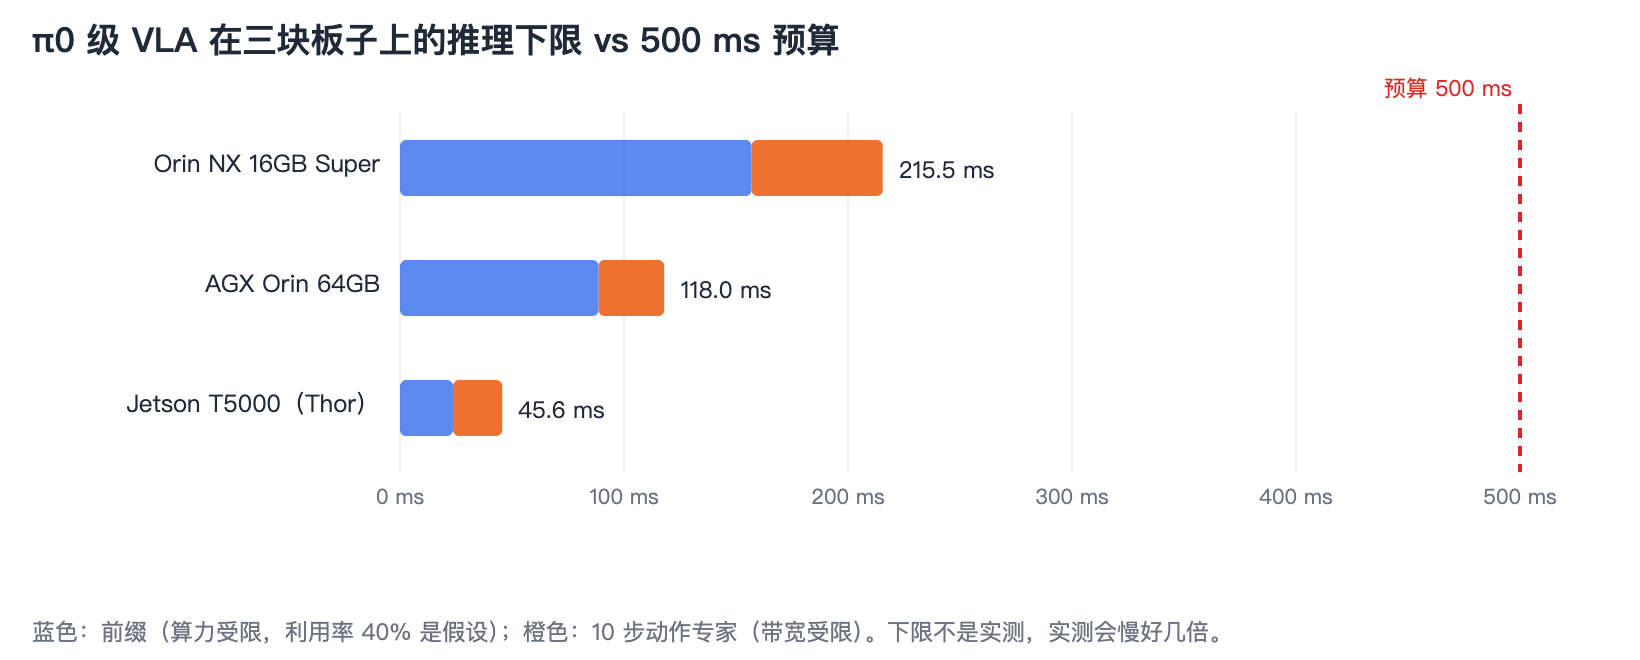 π0 级 VLA 在三块板子上的推理下限 vs 500 ms 预算
预算 500 ms
Orin NX 16GB Super
215.5 ms
AGX Orin 64GB
118.0 ms
Jetson T5000（Thor）
45.6 ms
0 ms
100 ms
200 ms
300 ms
400 ms
500 ms
蓝色：前缀（算力受限，利用率 40% 是假设）；橙色：10 步动作专家（带宽受限）。下限不是实测，实测会慢好几倍。